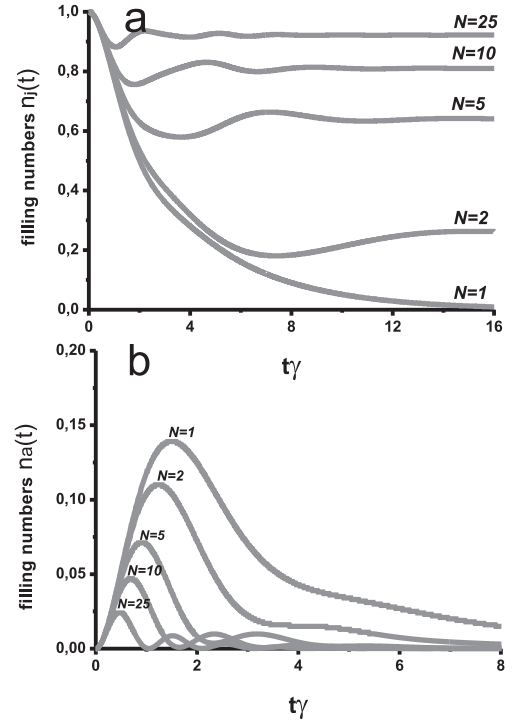 a
filling numbers nj(t)
1,0
0,8
0,6
0,4
0,2
0,0
N=25
N=10
N=5
N=2
N=1
0 4 8 12 16
tγ
b
filling numbers na(t)
0,20
0,15
0,10
0,05
0,00
N=1
N=2
N=5
N=10
N=25
0 2 4 6 8
tγ